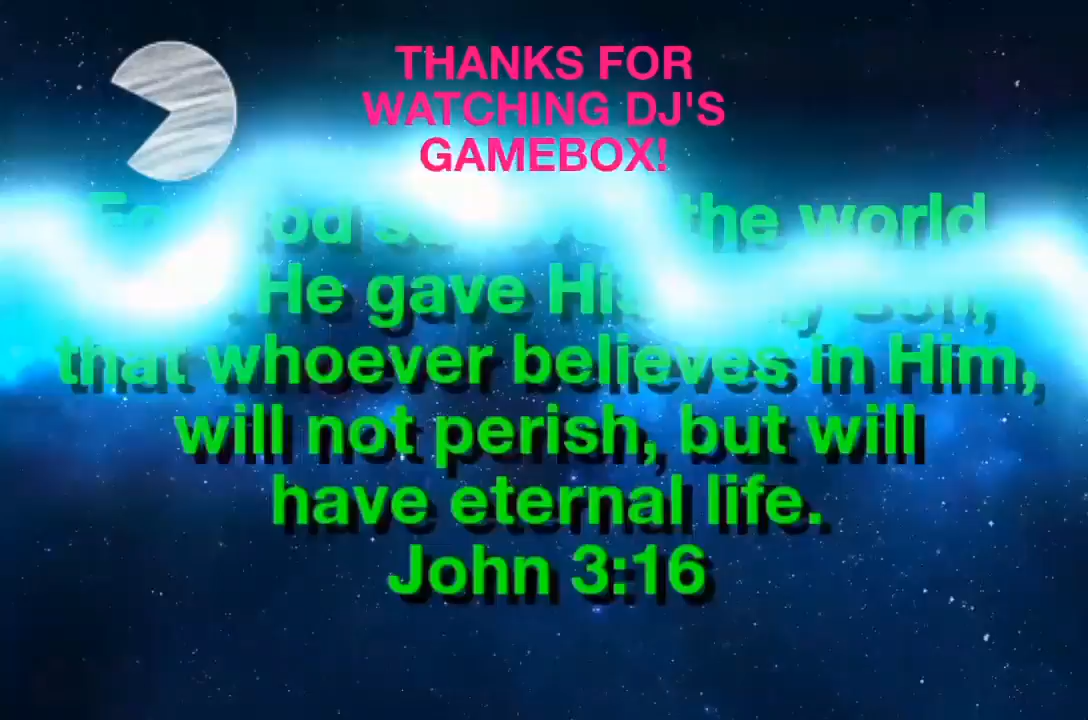 THANKS FOR
WATCHING DJ'S
GAMEBOX!
the world
He gave His
that whoever believes in Him,
will not perish, but will
have eternal life.
John 3:16